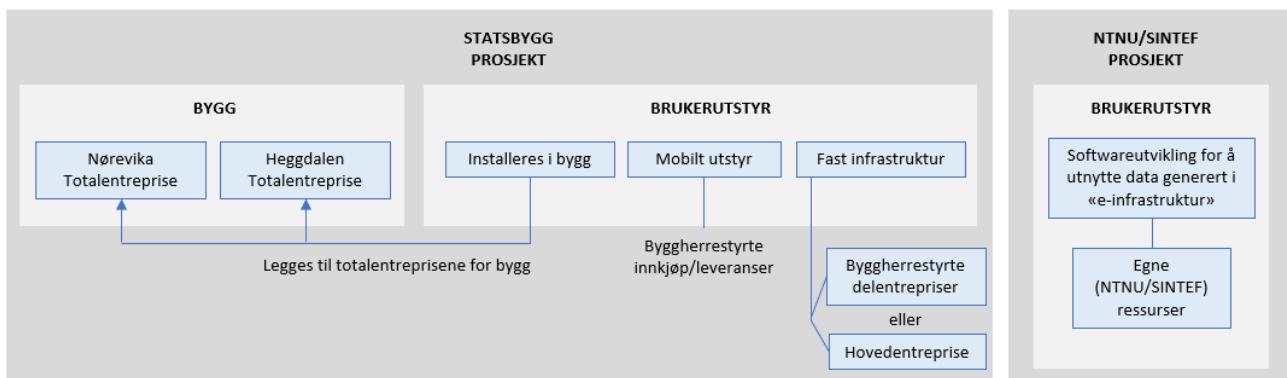 STATSBYGG
PROSJEKT
BYGG
Nørevika
Totalentreprise
Heggdalen
Totalentreprise
Legges til totalentreprisene for bygg
BRUKERUTSTYR
Installeres i bygg
Mobilt utstyr
Byggherrestyrte
innkjøp/leveranser
Fast infrastruktur
Byggherrestyrte
delentrepriser
eller
Hovedentreprise
NTNU/SINTEF
PROSJEKT
BRUKERUTSTYR
Softwareutvikling for å
utnytte data generert i
«e-infrastruktur»
Egne
(NTNU/SINTEF)
ressurser